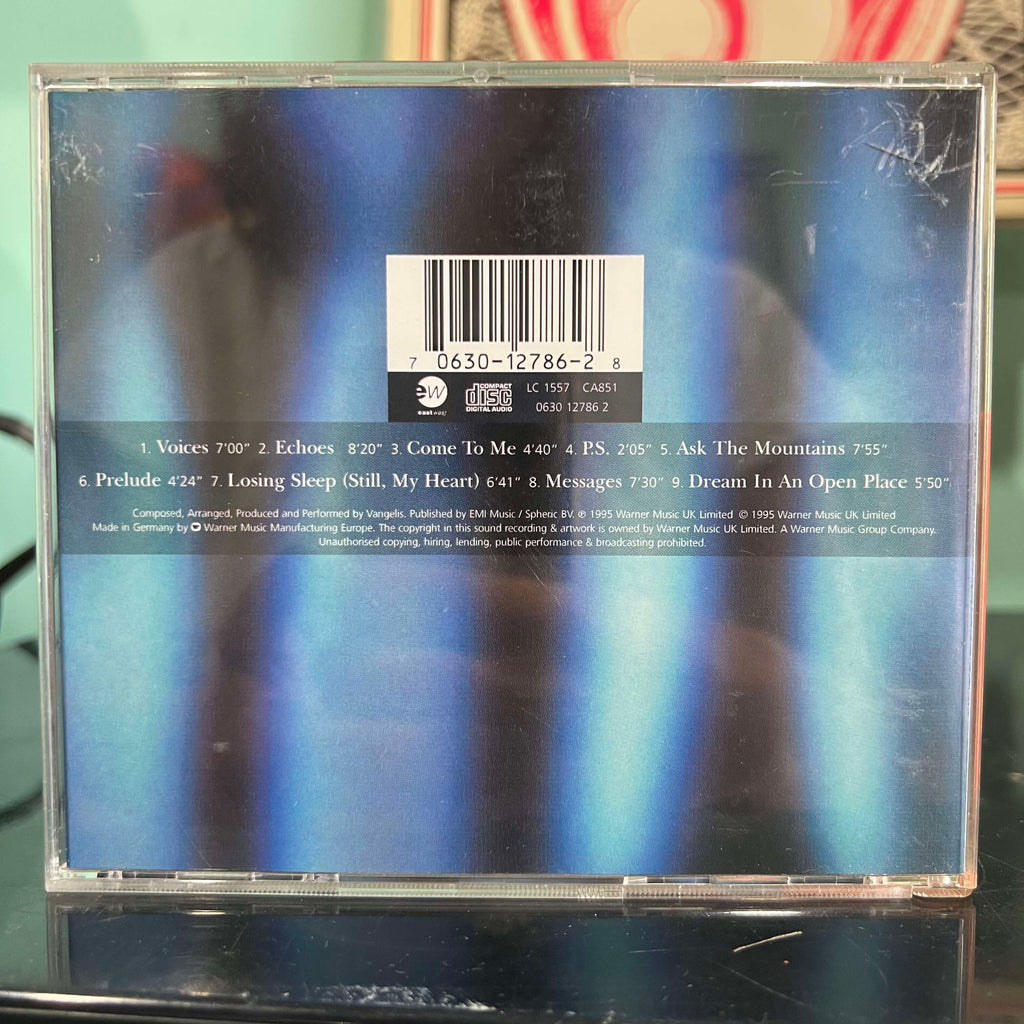 7 0630-12786-2 8
ew
eastwest
COMPACT
disc
DIGITAL AUDIO
LC 1557 CA851
0630 12786 2
1. Voices 7'00" 2. Echoes 8'20" 3. Come To Me 4'40" 4. P.S. 2'05" 5. Ask The Mountains 7'55"
6. Prelude 4'24" 7. Losing Sleep (Still, My Heart) 6'41" 8. Messages 7'30" 9. Dream In An Open Place 5'50"
Composed, Arranged, Produced and Performed by Vangelis. Published by EMI Music / Spheric BV. ℗ 1995 Warner Music UK Limited © 1995 Warner Music UK Limited
Made in Germany by Warner Music Manufacturing Europe. The copyright in this sound recording & artwork is owned by Warner Music UK Limited. A Warner Music Group Company.
Unauthorised copying, hiring, lending, public performance & broadcasting prohibited.